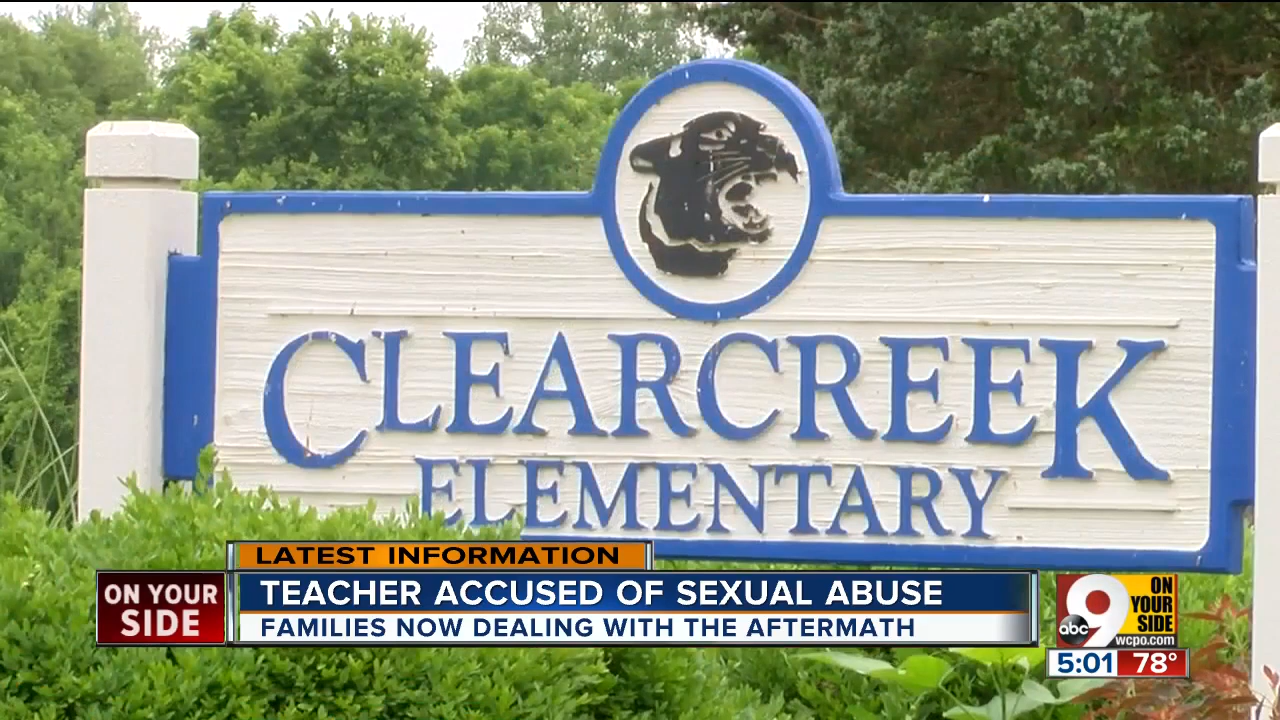 CLEARCREEK
ELEMENTARY
LATEST INFORMATION
ON YOUR
SIDE
TEACHER ACCUSED OF SEXUAL ABUSE
FAMILIES NOW DEALING WITH THE AFTERMATH
abc 9
ON
YOUR
SIDE
wcpo.com
5:01 78°